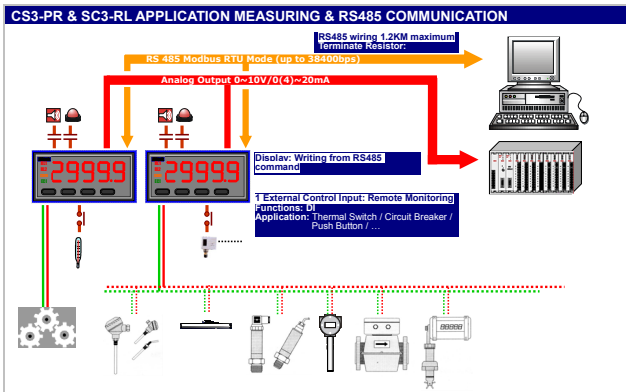 CS3-PR & SC3-RL APPLICATION MEASURING & RS485 COMMUNICATION
RS485 wiring 1.2KM maximum
Terminate Resistor:
RS 485 Modbus RTU Mode (up to 38400bps)
Analog Output 0~10V/0(4)~20mA
29999.9
29999.9
Display: Writing from RS485
command
1 External Control Input: Remote Monitoring
Functions: DI
Application: Thermal Switch / Circuit Breaker /
Push Button / ...